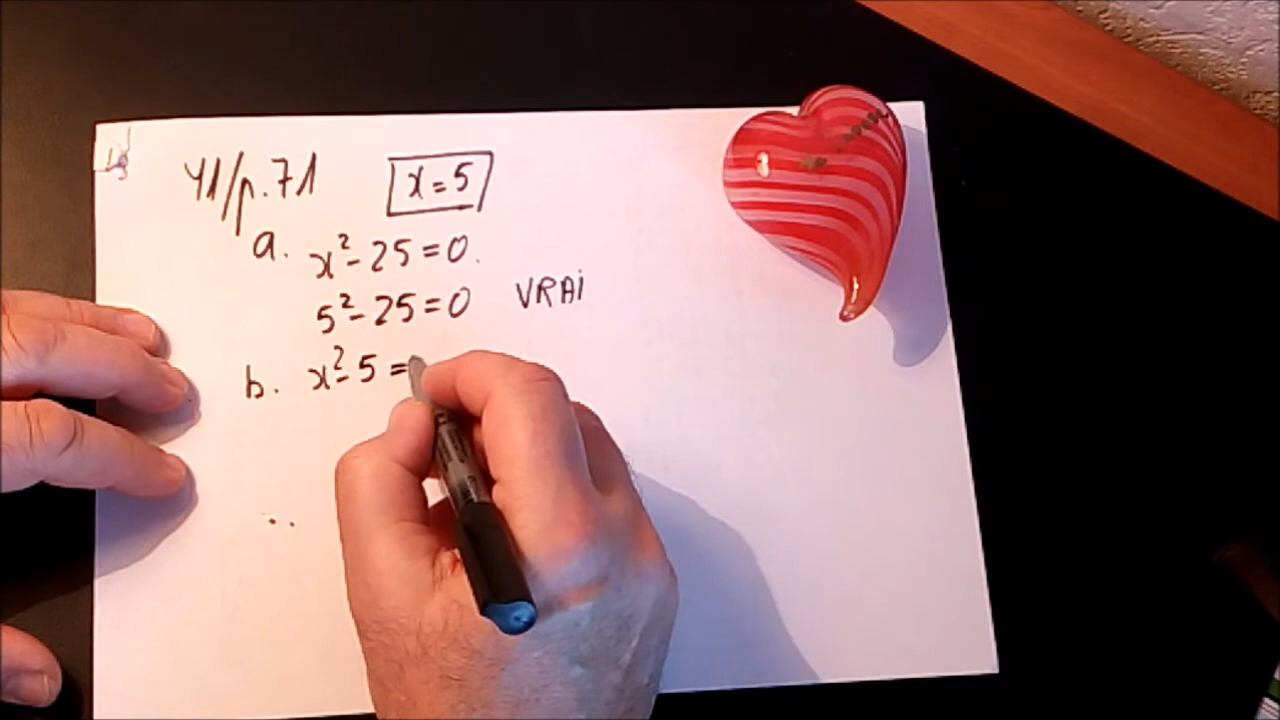 41/p.71 x=5
a. x²-25=0.
5²-25=0 VRAi
b. x²-5=